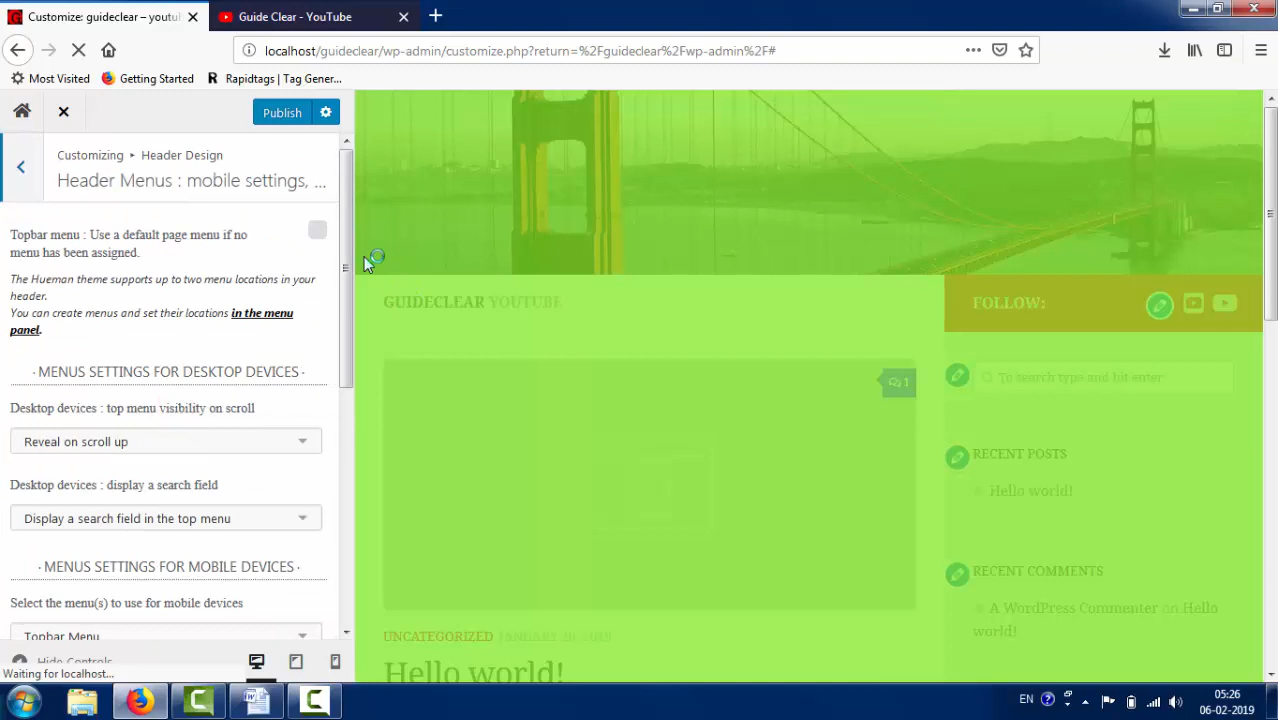 Customize: guideclear – youtul
Guide Clear - YouTube
localhost/guideclear/wp-admin/customize.php?return=%2Fguideclear%2Fwp-admin%2F#
Most Visited
Getting Started
Rapidtags | Tag Gener...
Publish
Customizing ▸ Header Design
Header Menus : mobile settings, ...
Topbar menu : Use a default page menu if no
menu has been assigned.
The Hueman theme supports up to two menu locations in your
header.
You can create menus and set their locations in the menu
panel.
· MENUS SETTINGS FOR DESKTOP DEVICES ·
Desktop devices : top menu visibility on scroll
Reveal on scroll up
Desktop devices : display a search field
Display a search field in the top menu
· MENUS SETTINGS FOR MOBILE DEVICES ·
Select the menu(s) to use for mobile devices
Topbar Menu
Hide Controls
Waiting for localhost...
GUIDECLEAR YOUTUBE
1
UNCATEGORIZED
Hello world!
FOLLOW:
To search type and hit enter
RECENT POSTS
Hello world!
RECENT COMMENTS
A WordPress Commenter on Hello
world!
EN
05:26
06-02-2019